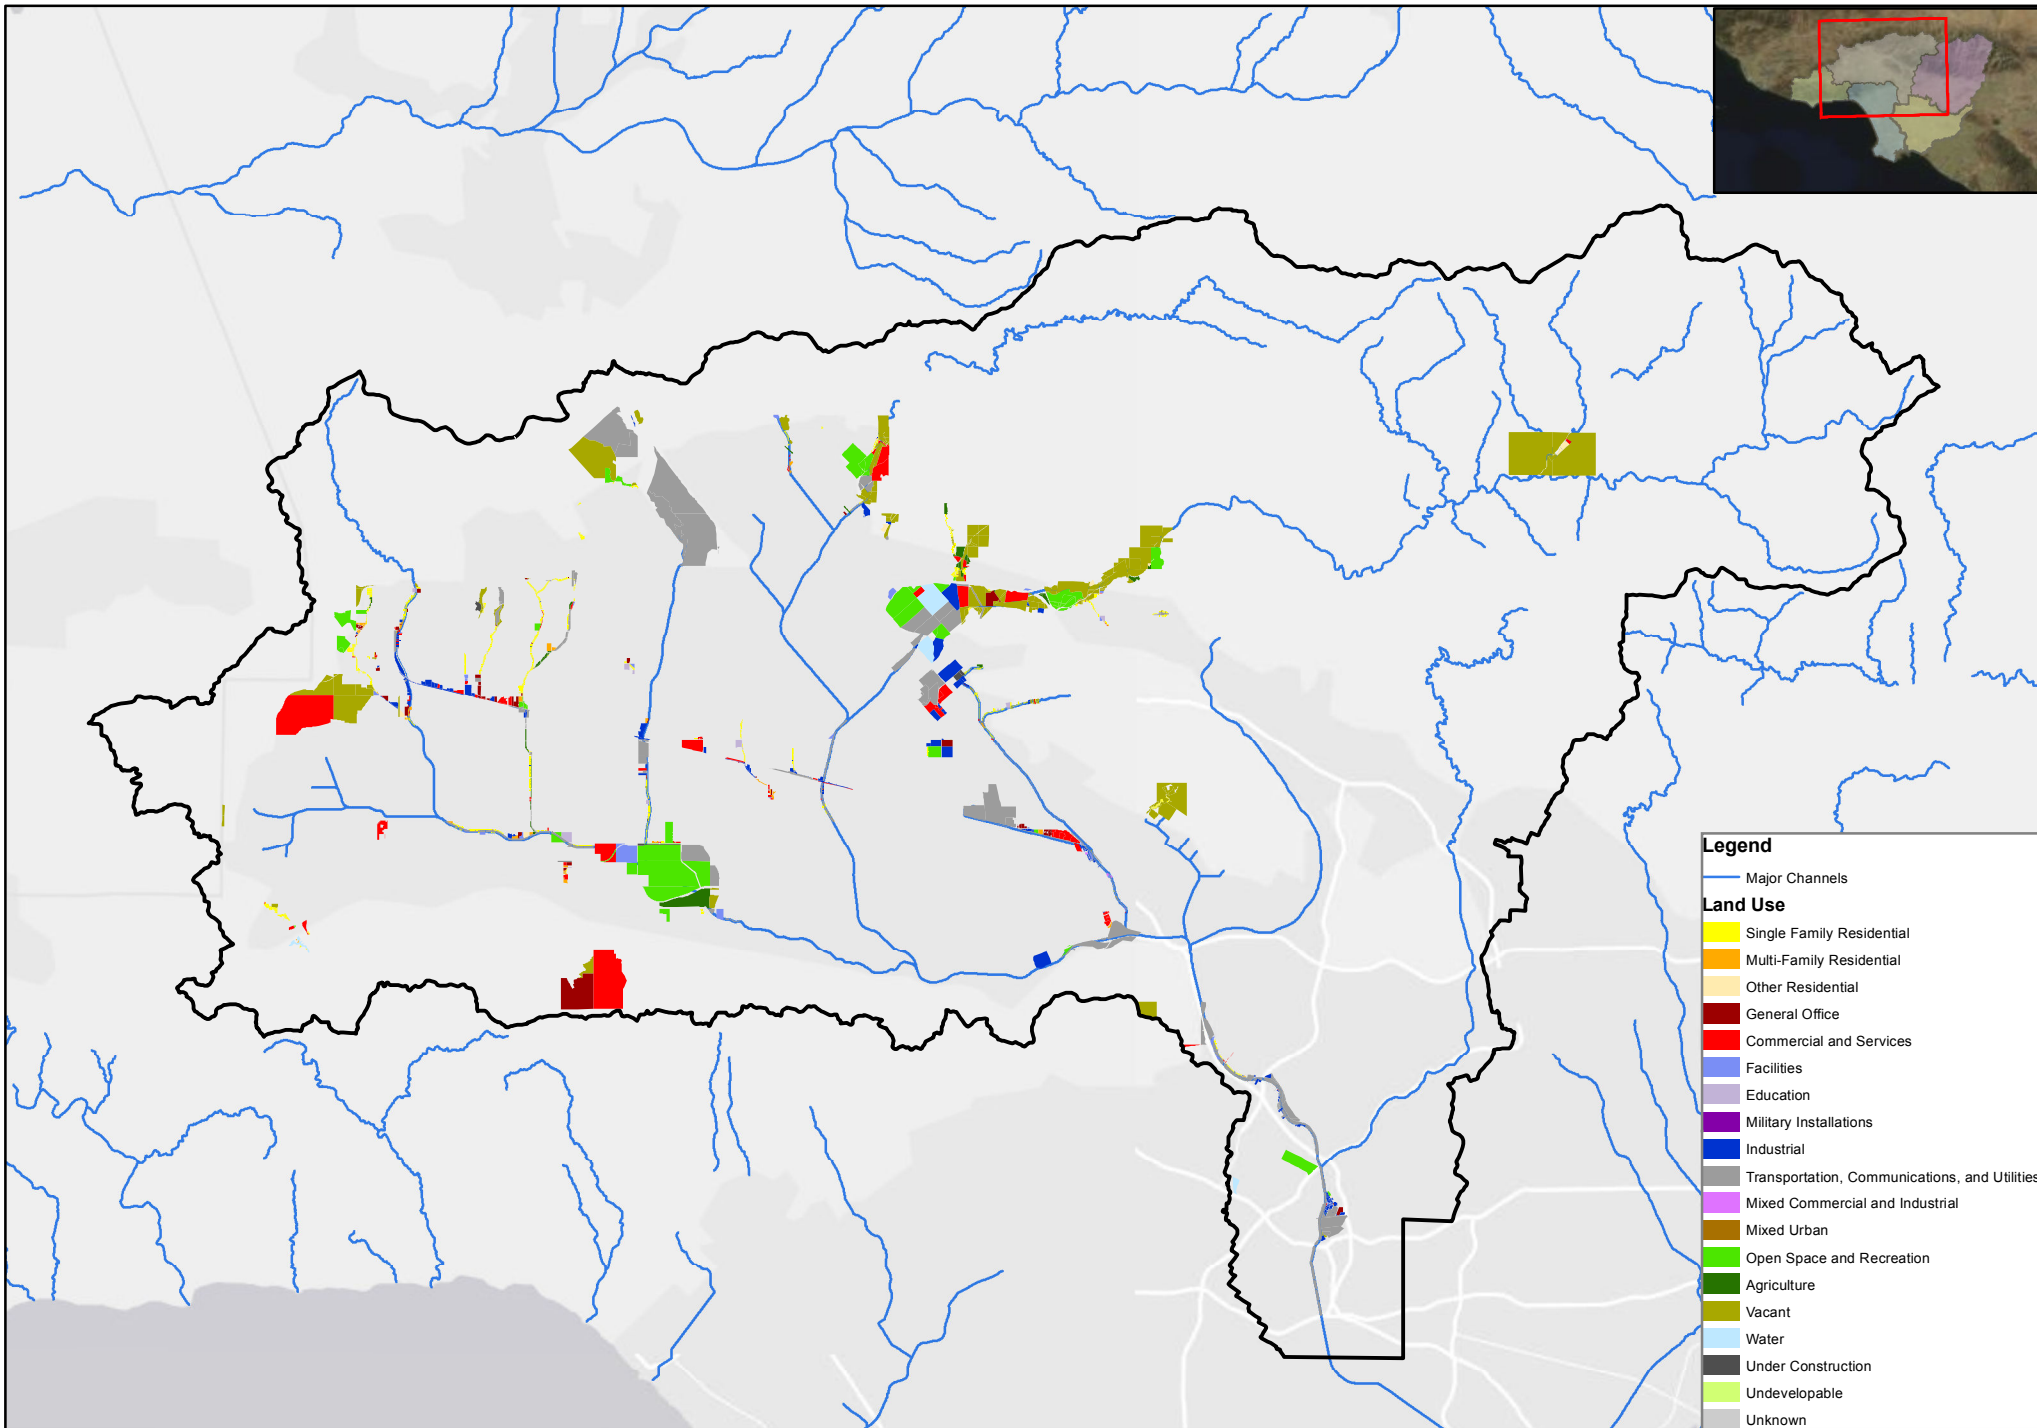 Legend
Major Channels
Land Use
Single Family Residential
Multi-Family Residential
Other Residential
General Office
Commercial and Services
Facilities
Education
Military Installations
Industrial
Transportation, Communications, and Utilities
Mixed Commercial and Industrial
Mixed Urban
Open Space and Recreation
Agriculture
Vacant
Water
Under Construction
Undevelopable
Unknown